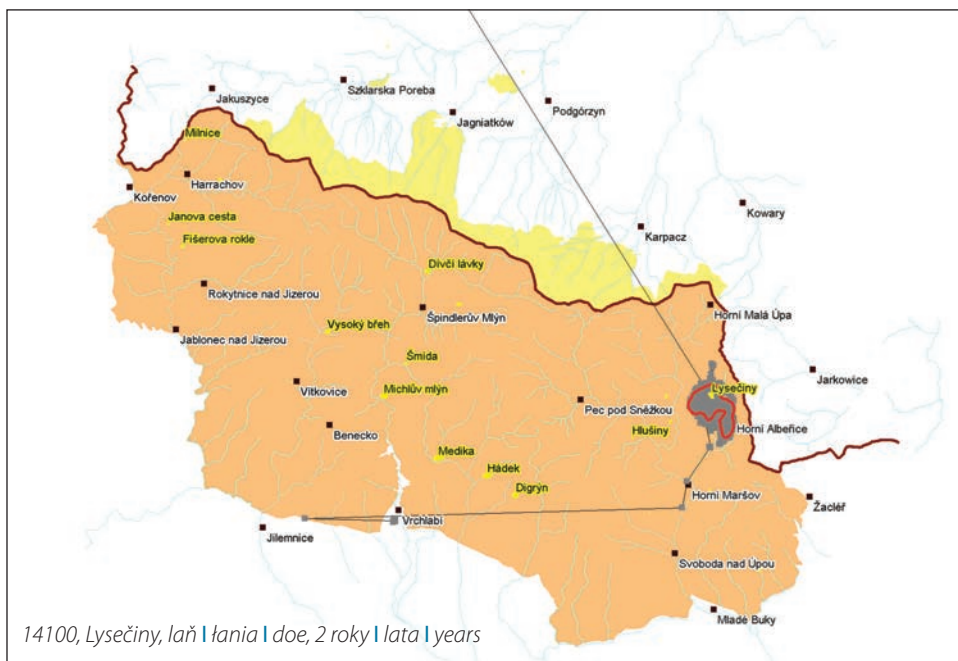 Szklarska Poreba
Jakuszyce
Podgórzyn
Jagniatków
Milnice
Harrachov
Kořenov
Kowary
Janova cesta
Karpacz
Fišerova rokle
Dívčí lávky
Rokytnice nad Jizerou
Horní Malá Úpa
Špindlerův Mlýn
Vysoký břeh
Jablonec nad Jizerou
Šmída
Jarkowice
Vítkovice
Michlův mlýn
Lysečiny
Pec pod Sněžkou
Benecko
Hlušiny
Horní Albeřice
Medika
Hádek
Digrýn
Horní Maršov
Žacléř
Vrchlabí
Jilemnice
Svoboda nad Úpou
Mladé Buky
14100, Lysečiny, laň | łania | doe, 2 roky | lata | years